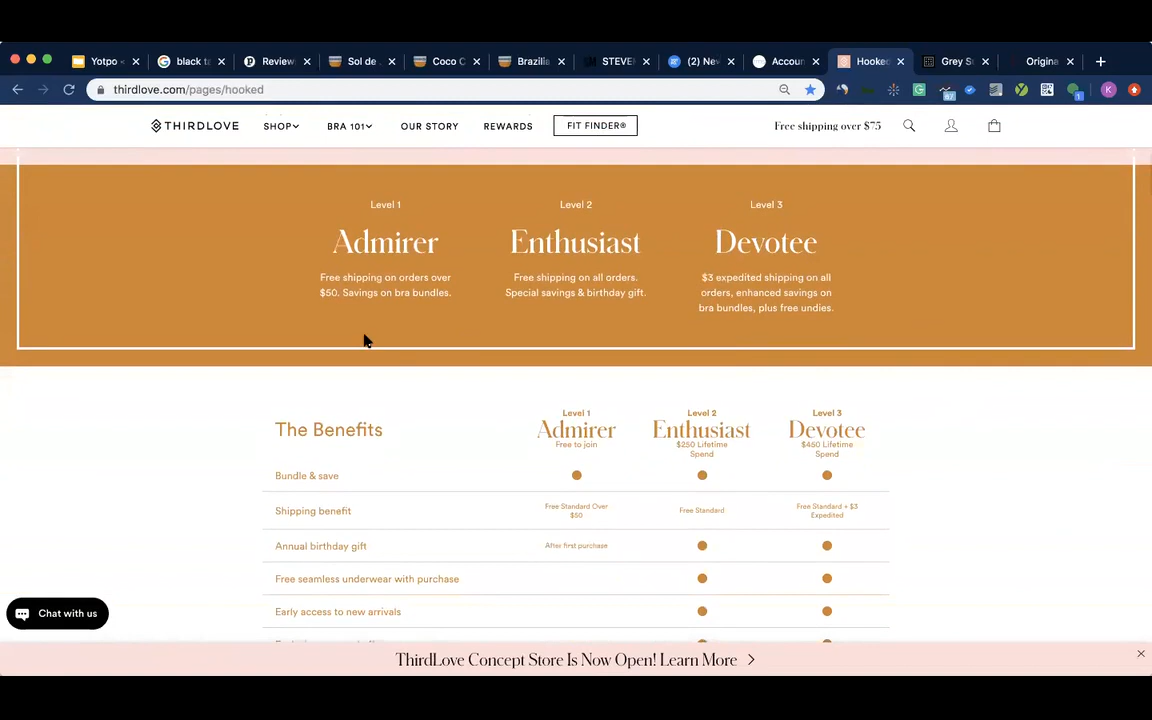 Yotpo <
black ta
Review
Sol de
Coco C
Brazilia
STEVE
(2) Nev
Accoun
Hooked
Grey S
Origina
thirdlove.com/pages/hooked
THIRDLOVE
SHOP
BRA 101
OUR STORY
REWARDS
FIT FINDER®
Free shipping over $75
Level 1
Admirer
Free shipping on orders over
$50. Savings on bra bundles.
Level 2
Enthusiast
Free shipping on all orders.
Special savings & birthday gift.
Level 3
Devotee
$3 expedited shipping on all
orders, enhanced savings on
bra bundles, plus free undies.
The Benefits
Level 1
Admirer
Free to join
Level 2
Enthusiast
$250 Lifetime
Spend
Level 3
Devotee
$450 Lifetime
Spend
Bundle & save
Shipping benefit
Free Standard Over
$50
Free Standard
Free Standard + $3
Expedited
Annual birthday gift
After first purchase
Free seamless underwear with purchase
Early access to new arrivals
Chat with us
ThirdLove Concept Store Is Now Open! Learn More